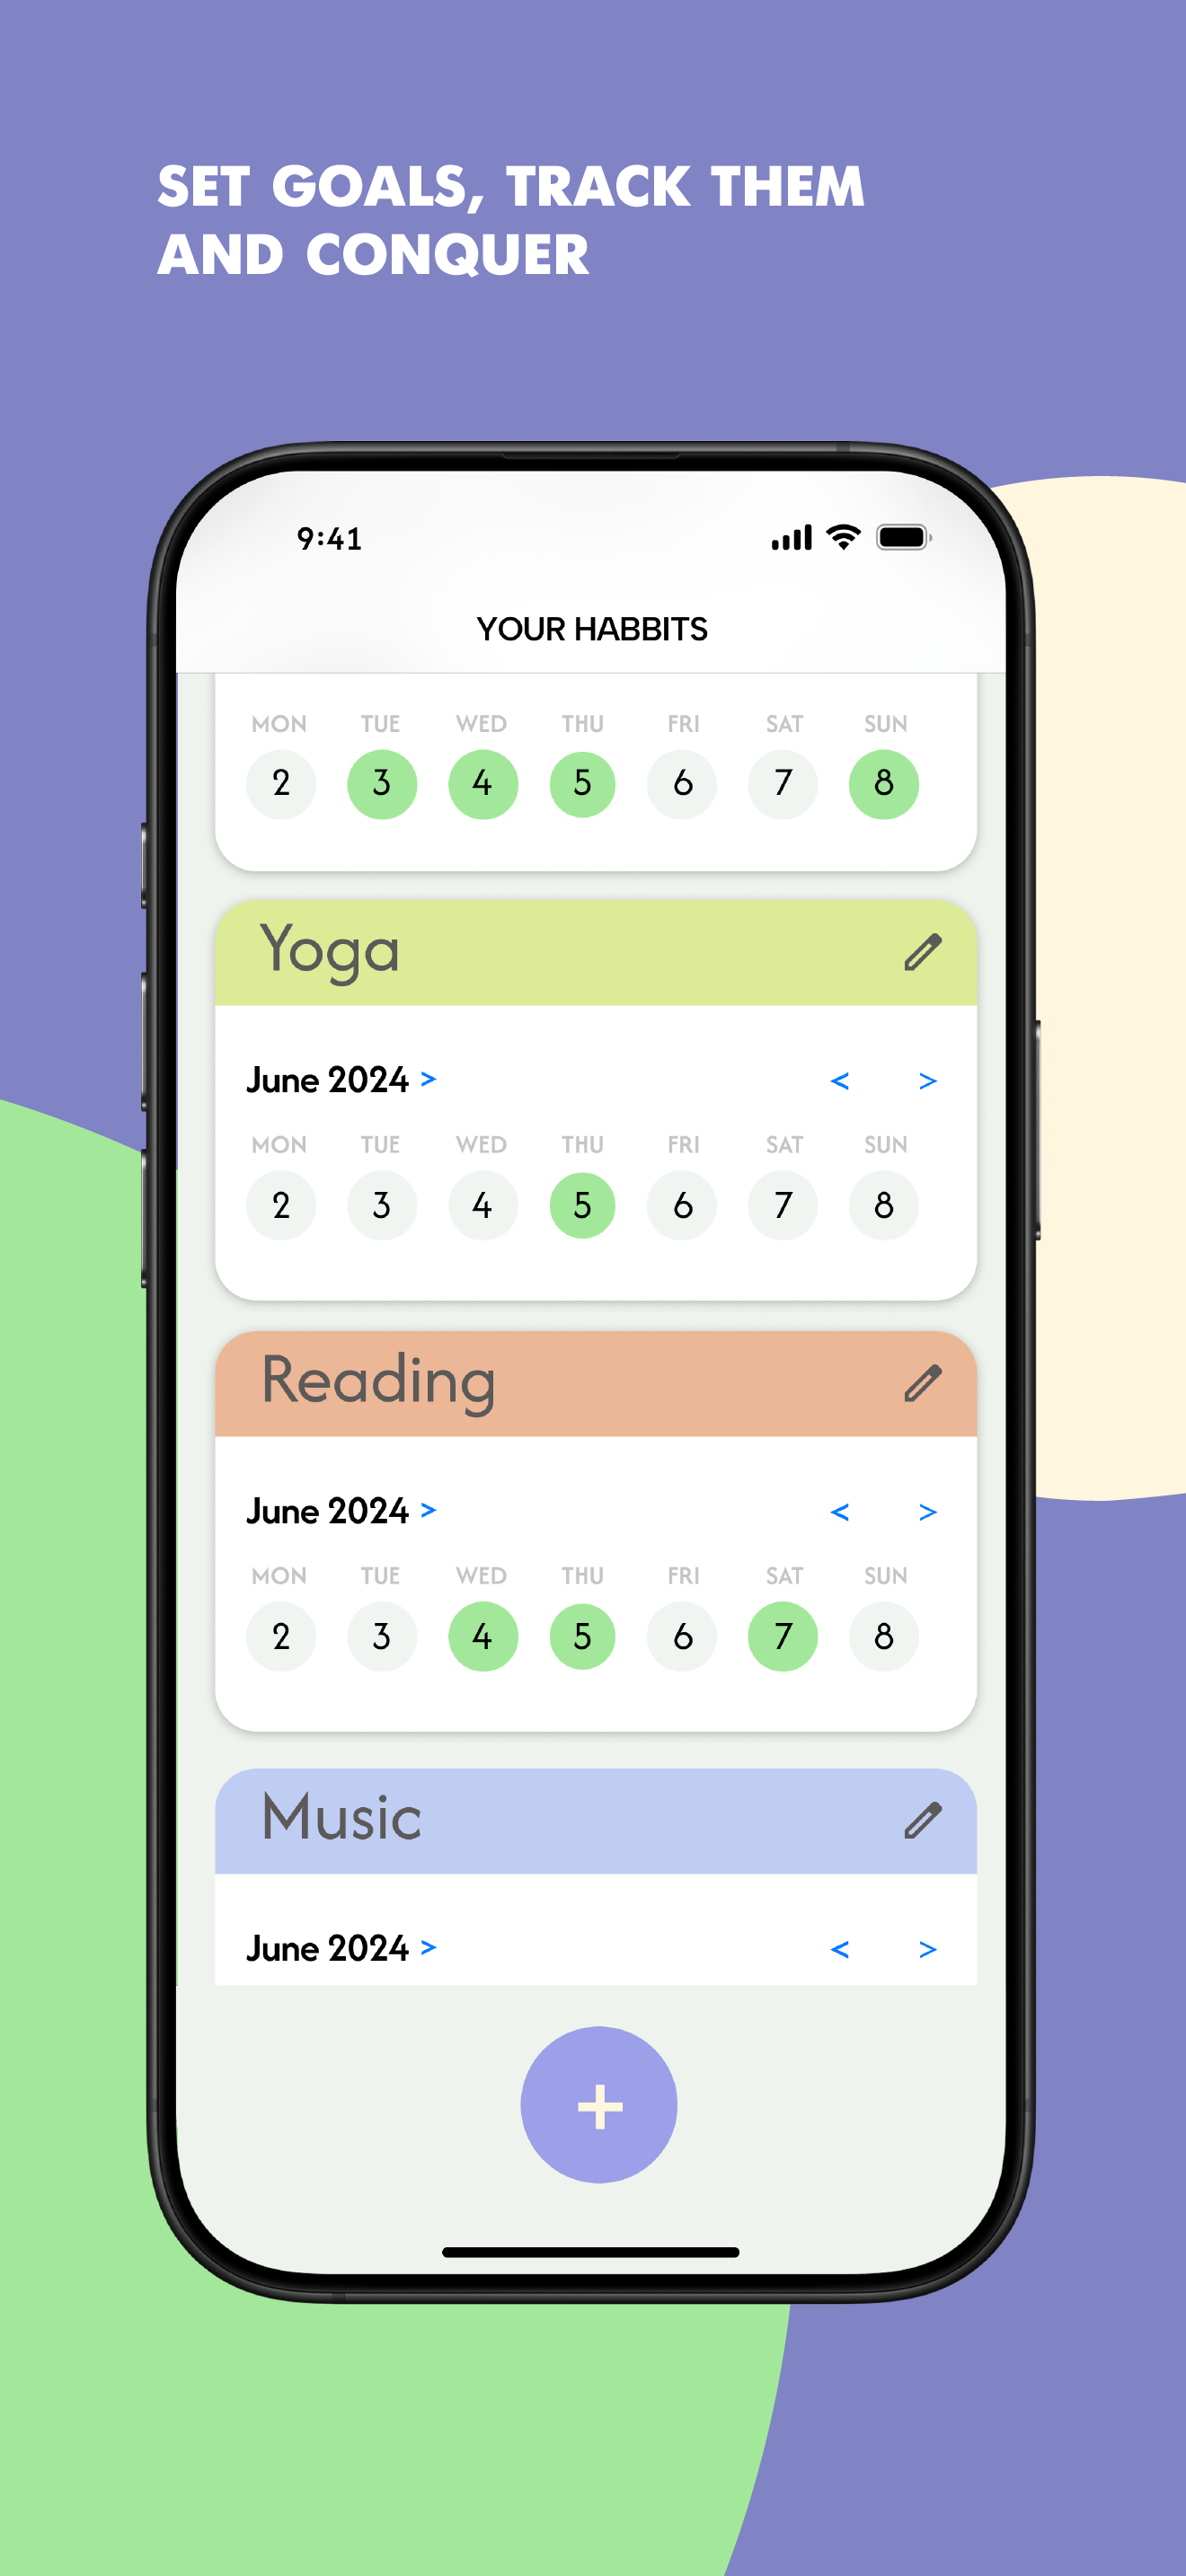 SET GOALS, TRACK THEM
AND CONQUER
9:41
YOUR HABBITS
MON TUE WED THU FRI SAT SUN
2 3 4 5 6 7 8
Yoga
June 2024 > < >
MON TUE WED THU FRI SAT SUN
2 3 4 5 6 7 8
Reading
June 2024 > < >
MON TUE WED THU FRI SAT SUN
2 3 4 5 6 7 8
Music
June 2024 > < >
+